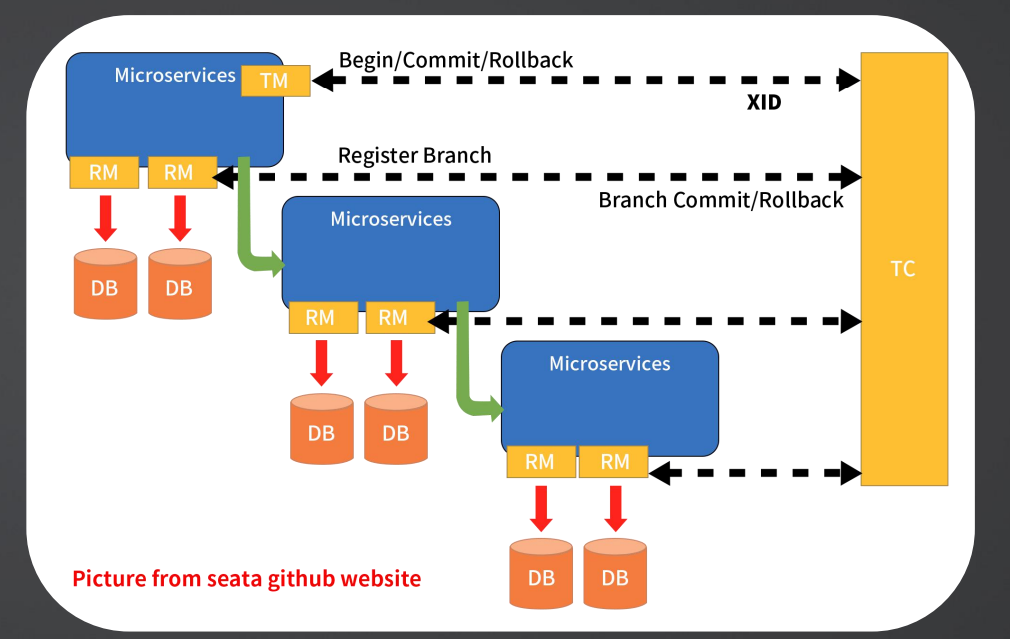 Begin/Commit/Rollback
Microservices
TM
XID
Register Branch
RM
RM
Branch Commit/Rollback
Microservices
TC
DB
DB
RM
RM
Microservices
DB
DB
RM
RM
Picture from seata github website
DB
DB